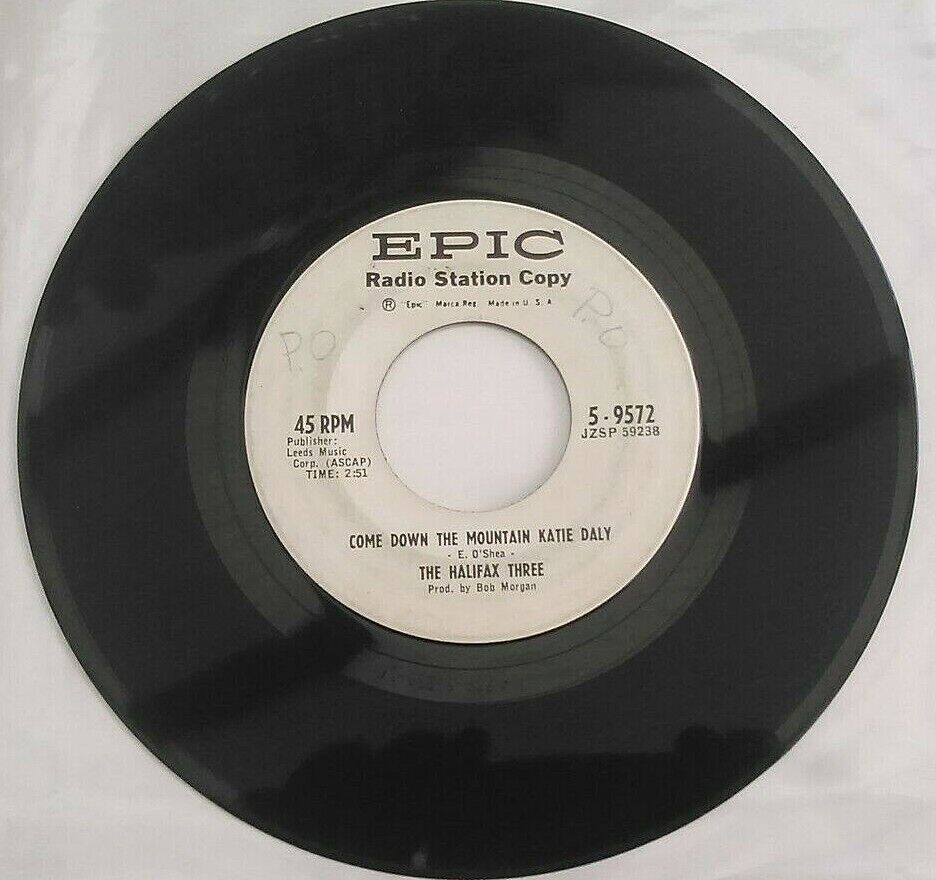 EPIC
Radio Station Copy
® "Epic" Marca Reg. Made in U. S. A
P.O
P.O
45 RPM
Publisher:
Leeds Music
Corp. (ASCAP)
TIME: 2:51
5 - 9572
JZSP 59238
COME DOWN THE MOUNTAIN KATIE DALY
- E. O'Shea -
THE HALIFAX THREE
Prod. by Bob Morgan